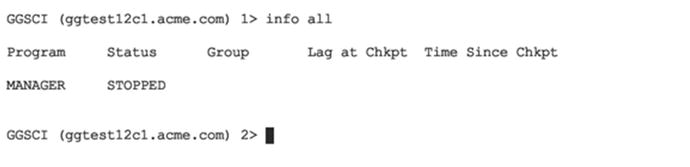 GGSCI (ggtest12c1.acme.com) 1> info all
Program     Status      Group       Lag at Chkpt  Time Since Chkpt
MANAGER     STOPPED
GGSCI (ggtest12c1.acme.com) 2>